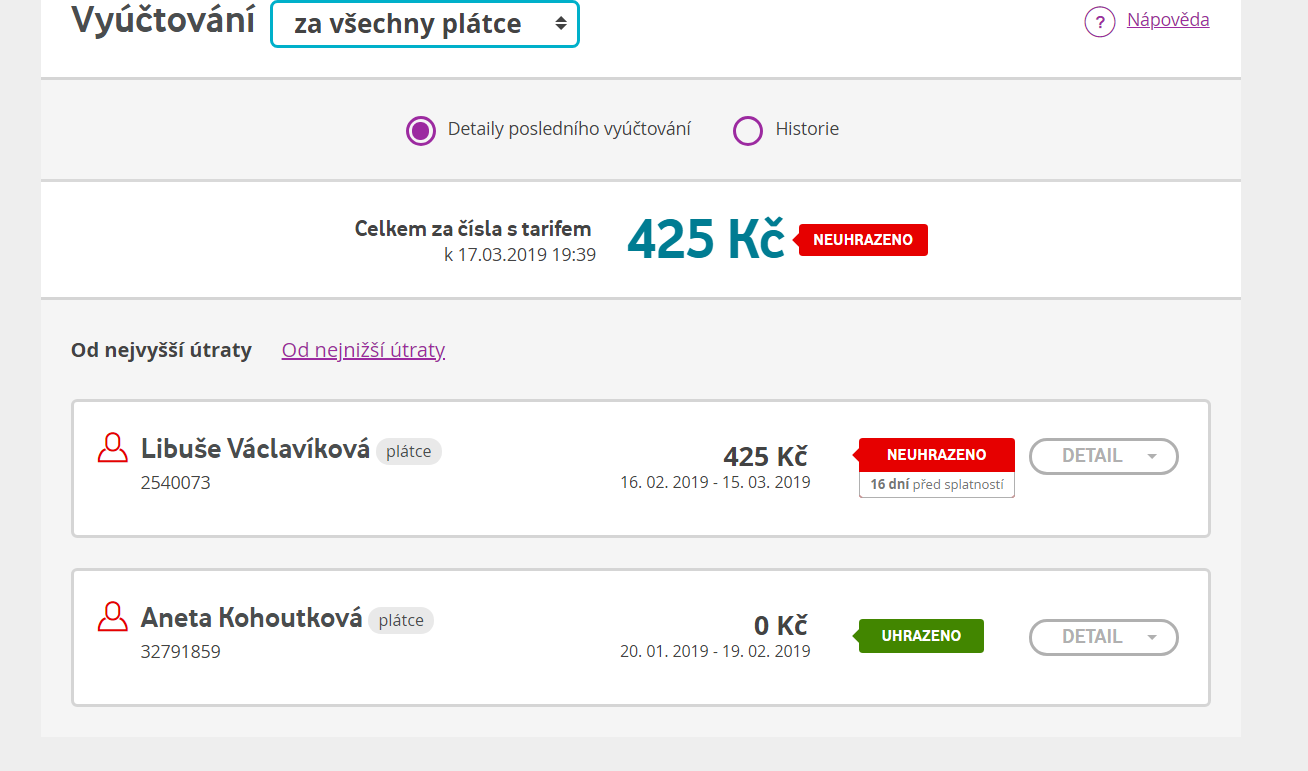 Vyúčtování za všechny plátce
? Nápověda
Detaily posledního vyúčtování Historie
Celkem za čísla s tarifem
k 17.03.2019 19:39
425 Kč
NEUHRAZENO
Od nejvyšší útraty Od nejnižší útraty
Libuše Václavíková plátce
2540073
425 Kč
16. 02. 2019 - 15. 03. 2019
NEUHRAZENO
16 dní před splatností
DETAIL
Aneta Kohoutková plátce
32791859
0 Kč
20. 01. 2019 - 19. 02. 2019
UHRAZENO
DETAIL